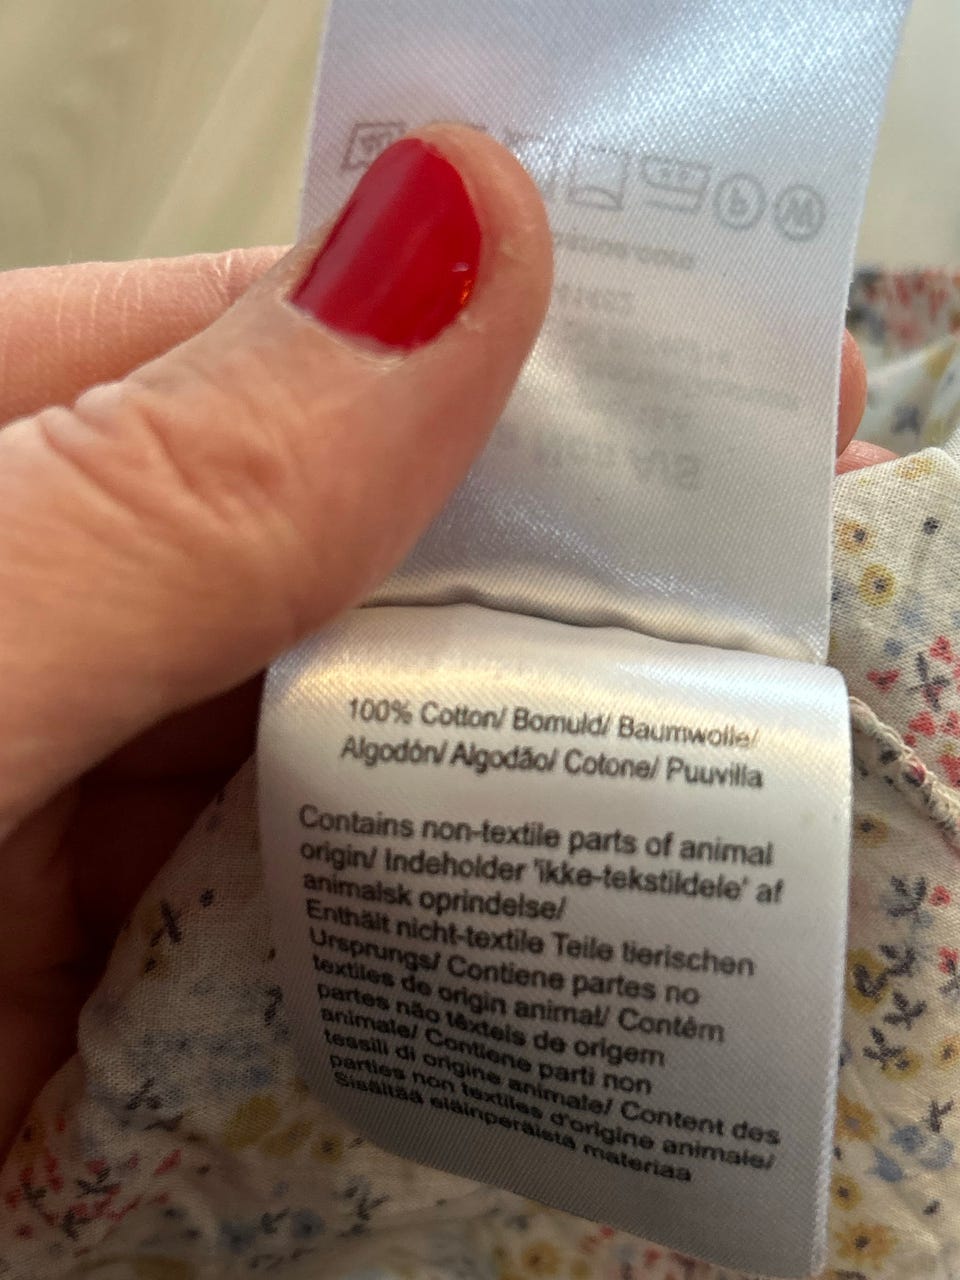 100% Cotton/ Bomuld/ Baumwolle/
Algodón/ Algodão/ Cotone/ Puuvilla
Contains non-textile parts of animal
origin/ Indeholder 'ikke-tekstildele' af
animalsk oprindelse/
Enthält nicht-textile Teile tierischen
Ursprungs/ Contiene partes no
textiles de origen animal/ Contêm
partes não têxteis de origem
animale/ Contiene parti non
tessili di origine animale/ Content des
parties non textiles d'origine animale/
Sisältää eläinperäistä materiaa